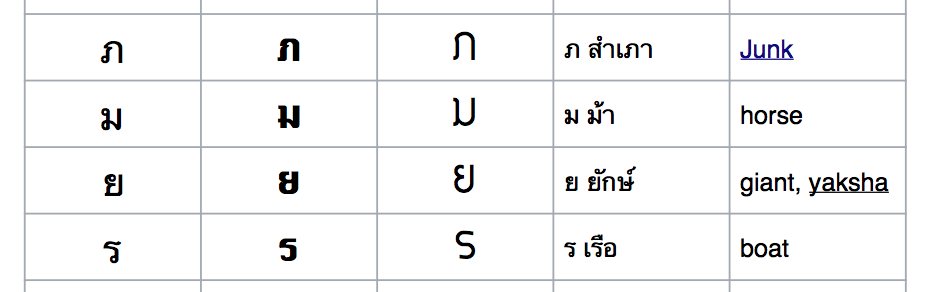 ภ ภ ภ ภ สำเภา Junk
ม ม ม ม ม้า horse
ย ย ย ย ยักษ์ giant, yaksha
ร ร ร ร เรือ boat